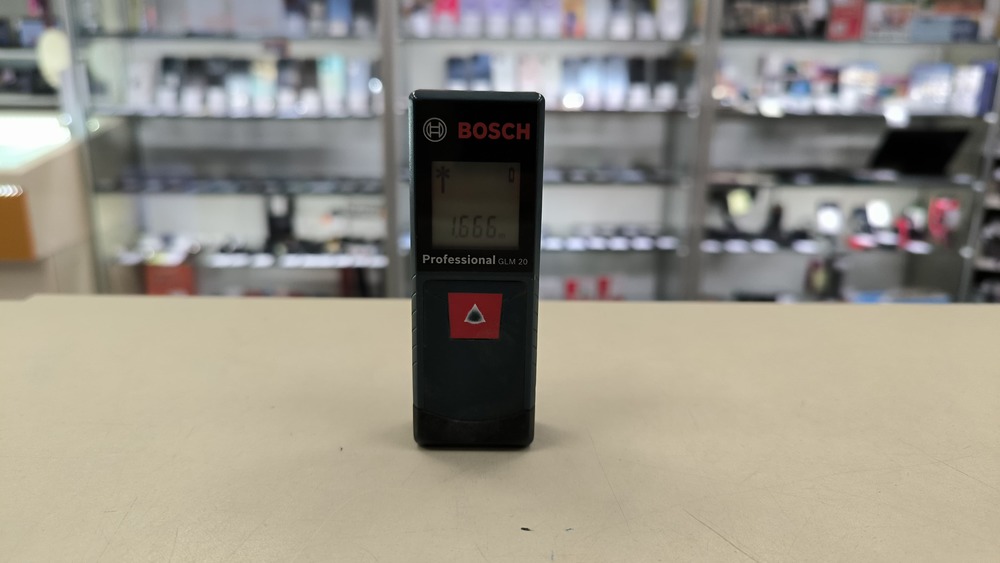 BOSCH
1.666 m
Professional GLM 20